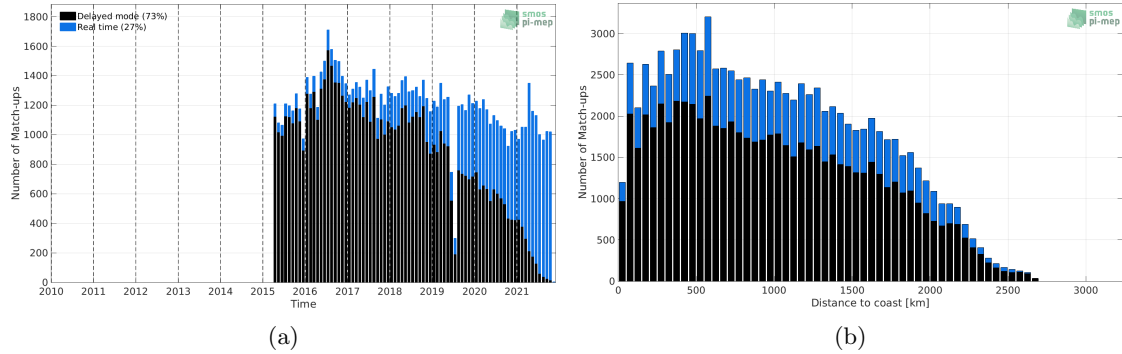 Delayed mode (73%)
Real time (27%)
smos
pi-mep
Number of Match-ups
1800
1600
1400
1200
1000
800
600
400
200
0
2010 2011 2012 2013 2014 2015 2016 2017 2018 2019 2020 2021
Time
(a)
smos
pi-mep
Number of Match-ups
3000
2500
2000
1500
1000
500
0
0 500 1000 1500 2000 2500 3000
Distance to coast [km]
(b)